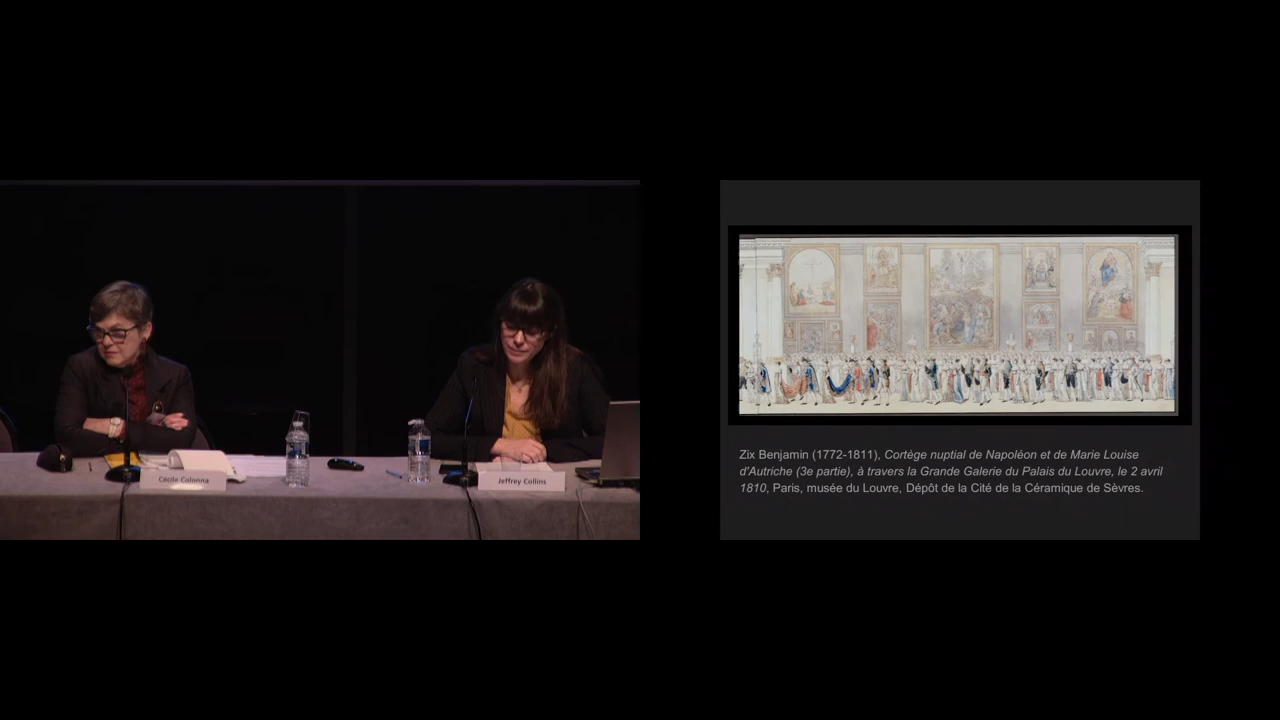 Cécile Colonna
Jeffrey Collins
Zix Benjamin (1772-1811), Cortège nuptial de Napoléon et de Marie Louise
d'Autriche (3e partie), à travers la Grande Galerie du Palais du Louvre, le 2 avril
1810, Paris, musée du Louvre, Dépôt de la Cité de la Céramique de Sèvres.